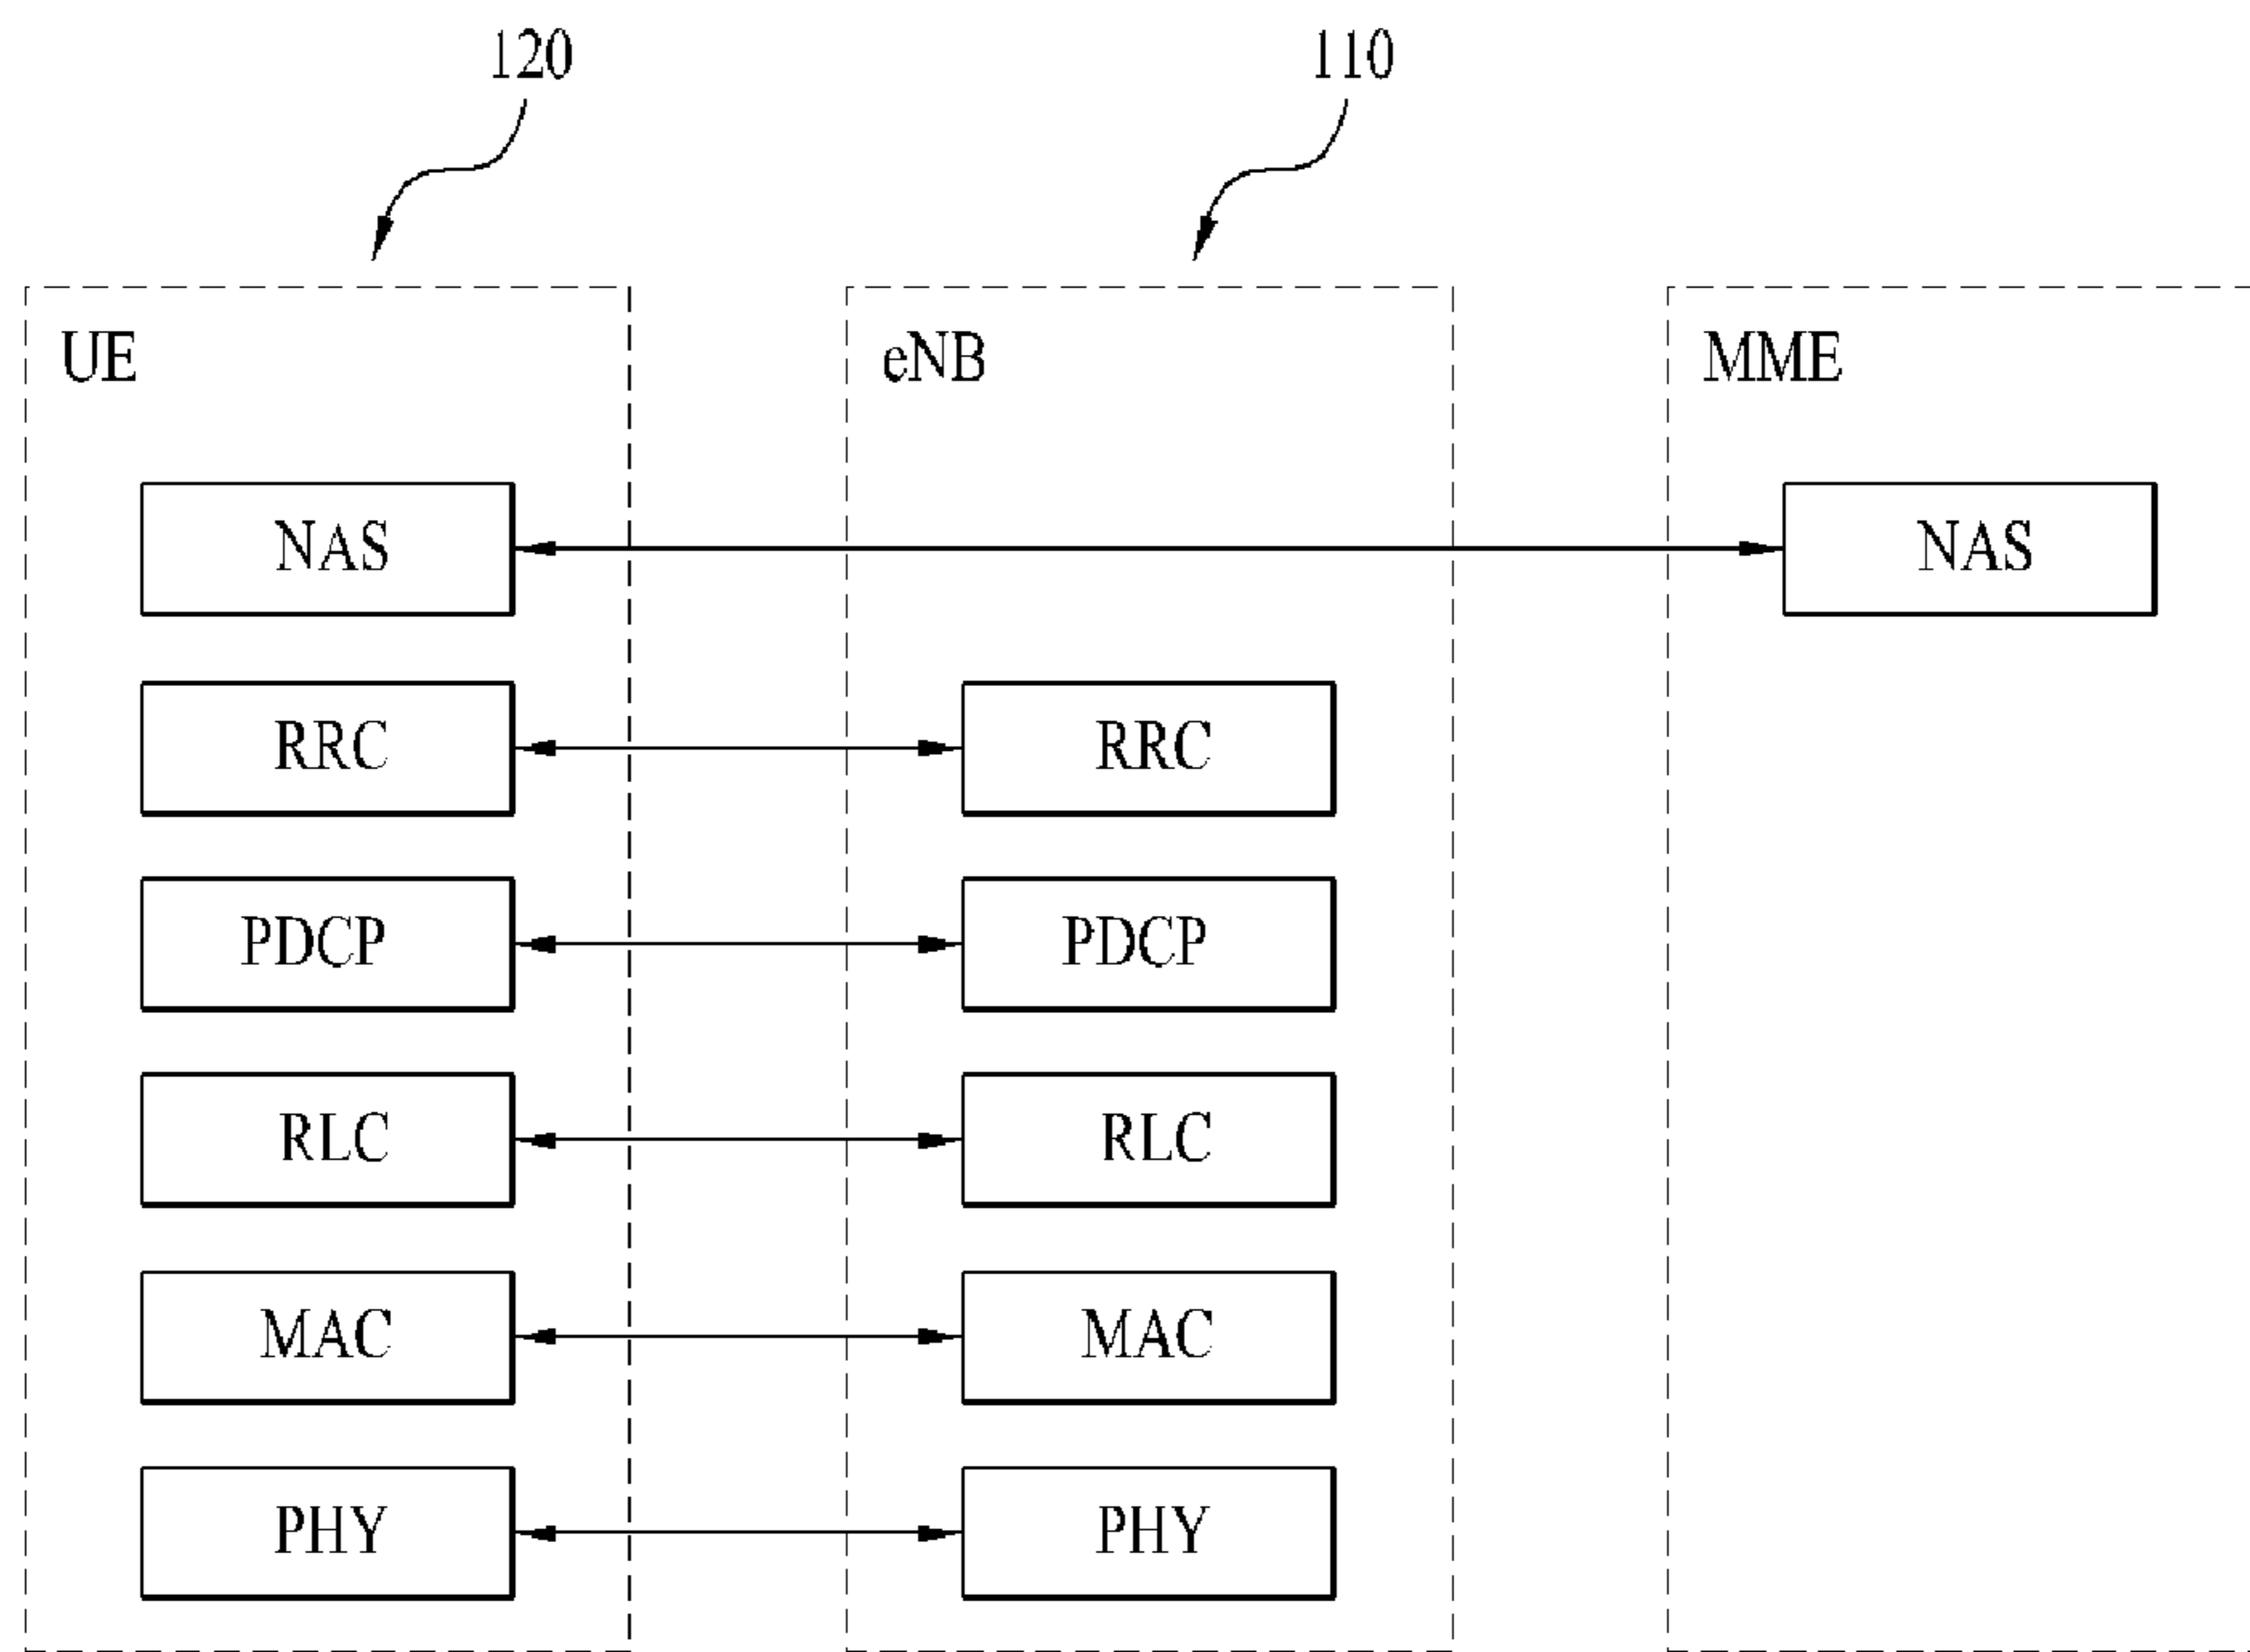 120 110
UE eNB MME
NAS NAS
RRC RRC
PDCP PDCP
RLC RLC
MAC MAC
PHY PHY